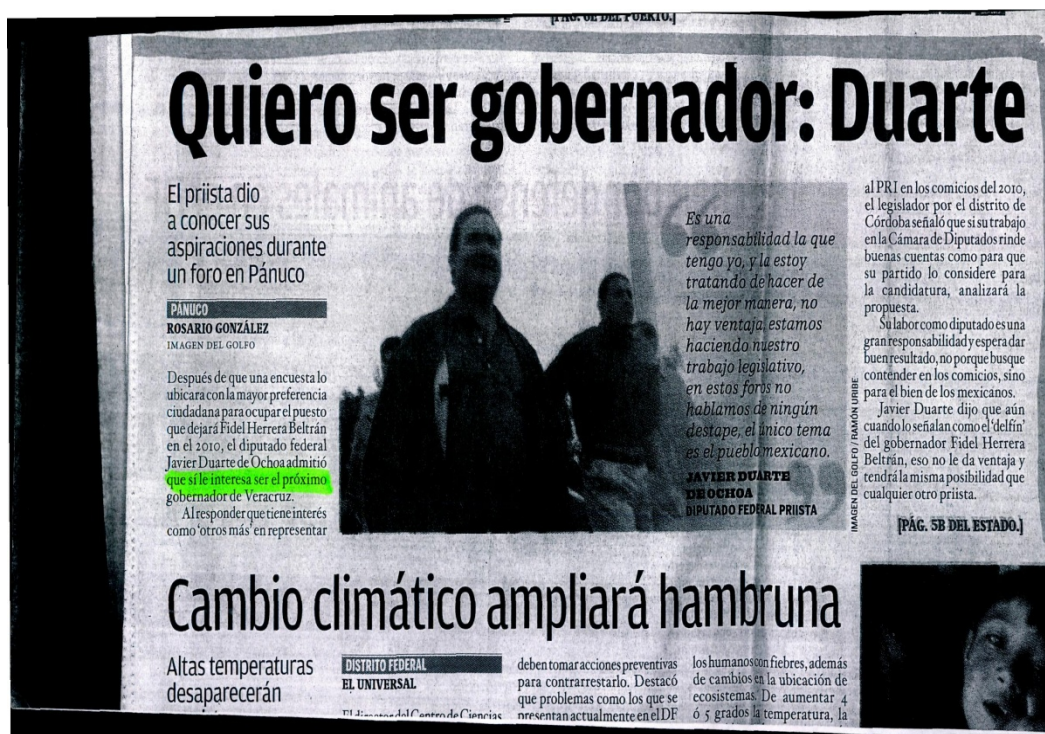 [PÁG. 6E DEL PUERTO.]
Quiero ser gobernador: Duarte
El priista dio
a conocer sus
aspiraciones durante
un foro en Pánuco
PÁNUCO
ROSARIO GONZÁLEZ
IMAGEN DEL GOLFO
Después de que una encuesta lo
ubicara con la mayor preferencia
ciudadana para ocupar el puesto
que dejará Fidel Herrera Beltrán
en el 2010, el diputado federal
Javier Duarte de Ochoa admitió
que sí le interesa ser el próximo
gobernador de Veracruz.
Al responder que tiene interés
como 'otros más' en representar
Es una
responsabilidad la que
tengo yo, y la estoy
tratando de hacer de
la mejor manera, no
hay ventaja, estamos
haciendo nuestro
trabajo legislativo,
en estos foros no
hablamos de ningún
destape, el único tema
es el pueblo mexicano.
JAVIER DUARTE
DE OCHOA
DIPUTADO FEDERAL PRIISTA
IMAGEN DEL GOLFO / RAMÓN URIBE
al PRI en los comicios del 2010,
el legislador por el distrito de
Córdoba señaló que si su trabajo
en la Cámara de Diputados rinde
buenas cuentas como para que
su partido lo considere para
la candidatura, analizará la
propuesta.
Su labor como diputado es una
gran responsabilidad y espera dar
buen resultado, no porque busque
contender en los comicios, sino
para el bien de los mexicanos.
Javier Duarte dijo que aún
cuando lo señalan como el 'delfín'
del gobernador Fidel Herrera
Beltrán, eso no le da ventaja y
tendrá la misma posibilidad que
cualquier otro priista.
[PÁG. 5B DEL ESTADO.]
Cambio climático ampliará hambruna
Altas temperaturas
desaparecerán
DISTRITO FEDERAL
EL UNIVERSAL
El director del Centro de Ciencias
deben tomar acciones preventivas
para contrarrestarlo. Destacó
que problemas como los que se
presentan actualmente en el DF
los humanos con fiebres, además
de cambios en la ubicación de
ecosistemas. De aumentar 4
ó 5 grados la temperatura, la